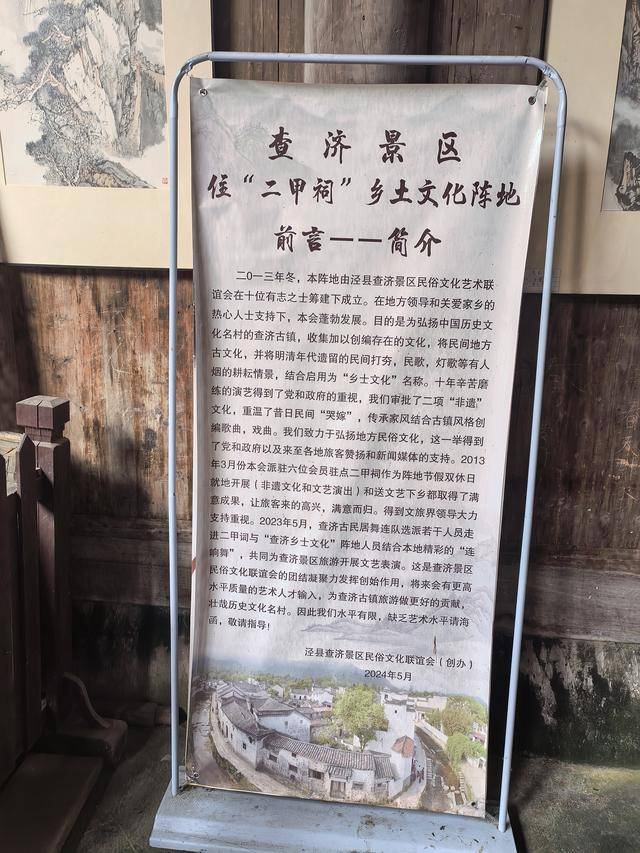 查济景区
住“二甲祠”乡土文化阵地
前言——简介
二0一三年冬，本阵地由泾县查济景区民俗文化艺术联
谊会在十位有志之士筹建下成立。在地方领导和关爱家乡的
热心人士支持下，本会蓬勃发展。目的是为弘扬中国历史文
化名村的查济古镇，收集加以创编存在的文化，将民间地方
古文化，并将明清年代遗留的民间打夯，民歌，灯歌等有人
烟的耕耘情景，结合启用为“乡士文化”名称。十年辛苦磨
练的演艺得到了党和政府的重视，我们审批了二项“非遗”
文化，重温了昔日民间“哭嫁”，传承家风结合古镇风格创
编歌曲，戏曲。我们致力于弘扬地方民俗文化，这一举得到
了党和政府以及来至各地旅客赞扬和新闻媒体的支持。2013
年3月份本会派驻六位会员驻点二甲祠作为阵地节假双休日
就地开展（非遗文化和文艺演出）和送文艺下乡都取得了满
意成果，让旅客来的高兴，满意而归。得到文旅界领导大力
支持重视。2023年5月，查济古民居舞连队选派若干人员走
进二甲词与“查济乡士文化”阵地人员结合本地精彩的“连
响舞”，共同为查济景区旅游开展文艺表演。这是查济景区
民俗文化联谊会的团结凝聚力发挥创始作用，将来会有更高
水平质量的艺术人才输入，为查济古镇旅游做更好的贡献，
壮哉历史文化名村。因此我们水平有限，缺乏艺术水平请海
函，敬请指导！
泾县查济景区民俗文化联谊会（创办）
2024年5月